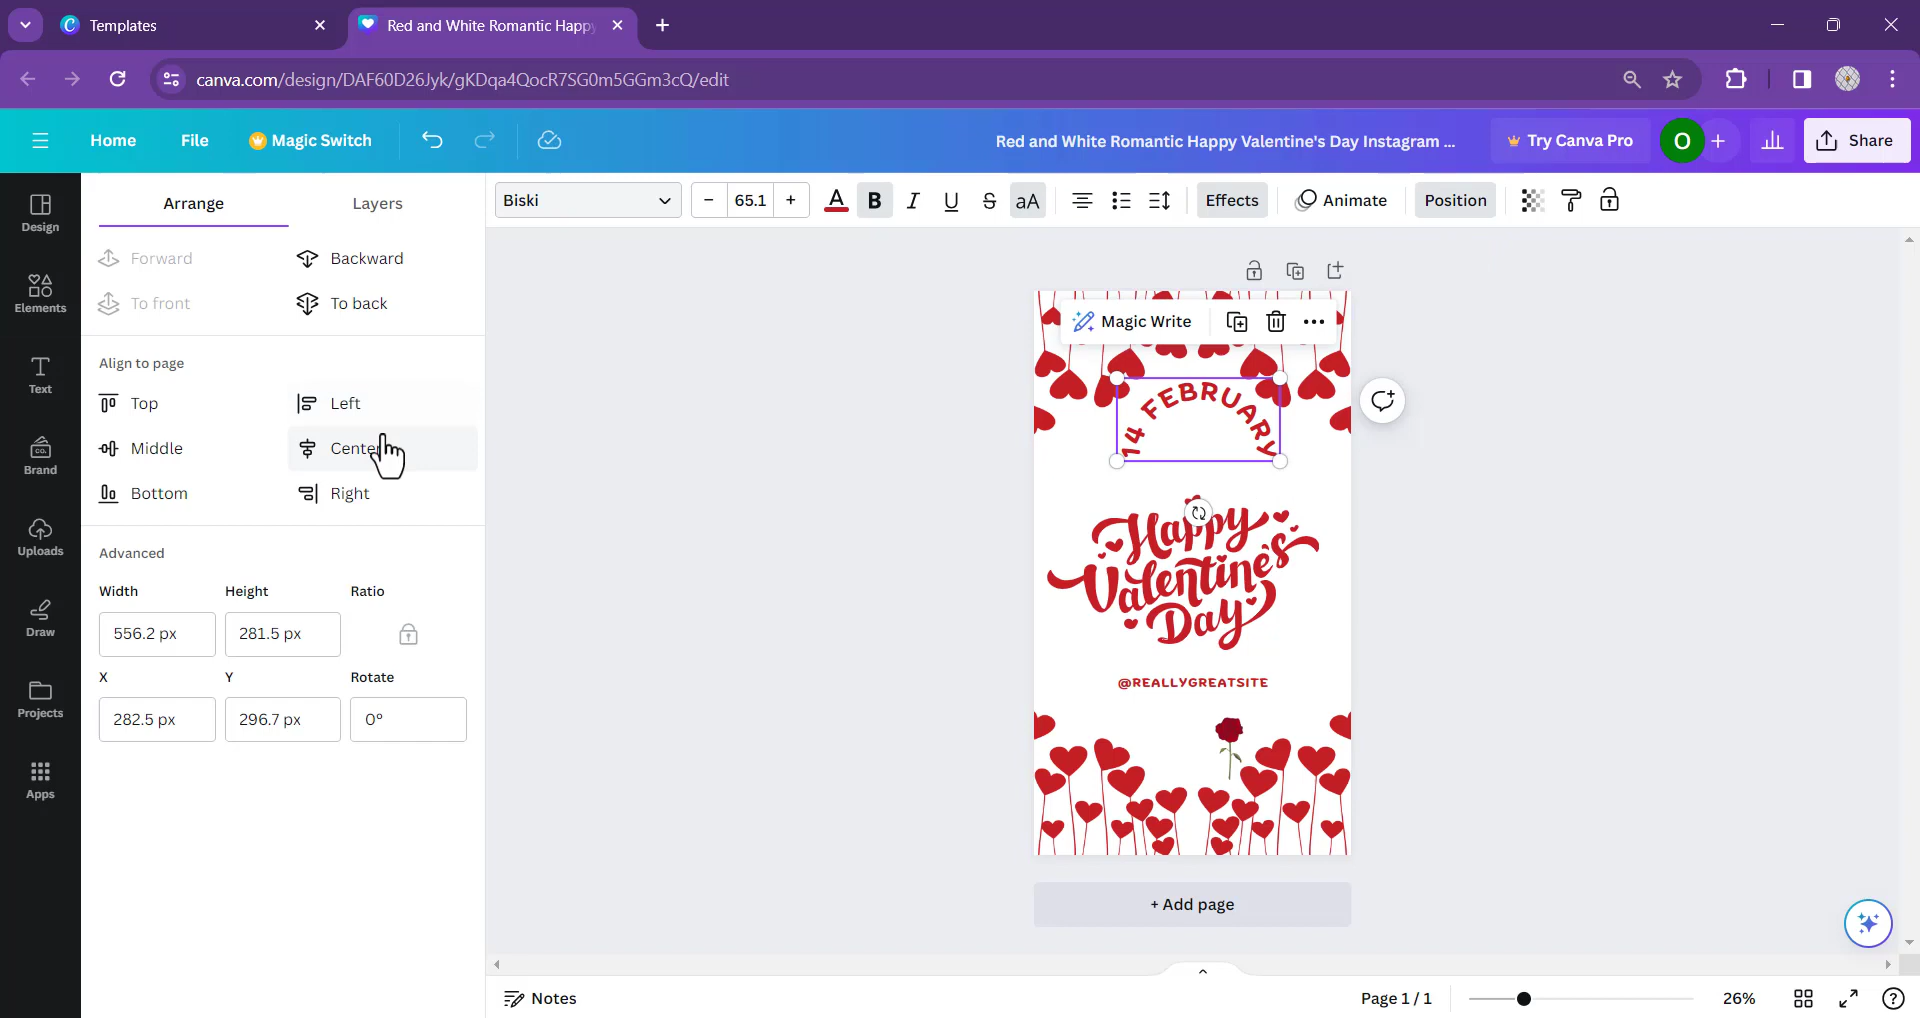 Templates
Red and White Romantic Happy
canva.com/design/DAF60D26Jyk/gKDqa4QocR7SG0m5GGm3cQ/edit
Home File Magic Switch Red and White Romantic Happy Valentine's Day Instagram ... Try Canva Pro O Share
Biski 65.1 A B I U S aA Effects Animate Position
Design
Elements
Text
CO.
Brand
Uploads
Draw
Projects
Apps
Arrange Layers
Forward Backward
To front To back
Align to page
Top Left
Middle Center
Bottom Right
Advanced
Width Height Ratio
556.2 px 281.5 px
X Y Rotate
282.5 px 296.7 px 0°
Magic Write
14 FEBRUARY
Happy
Valentine's
Day
@REALLYGREATSITE
+ Add page
Notes Page 1 / 1 26%